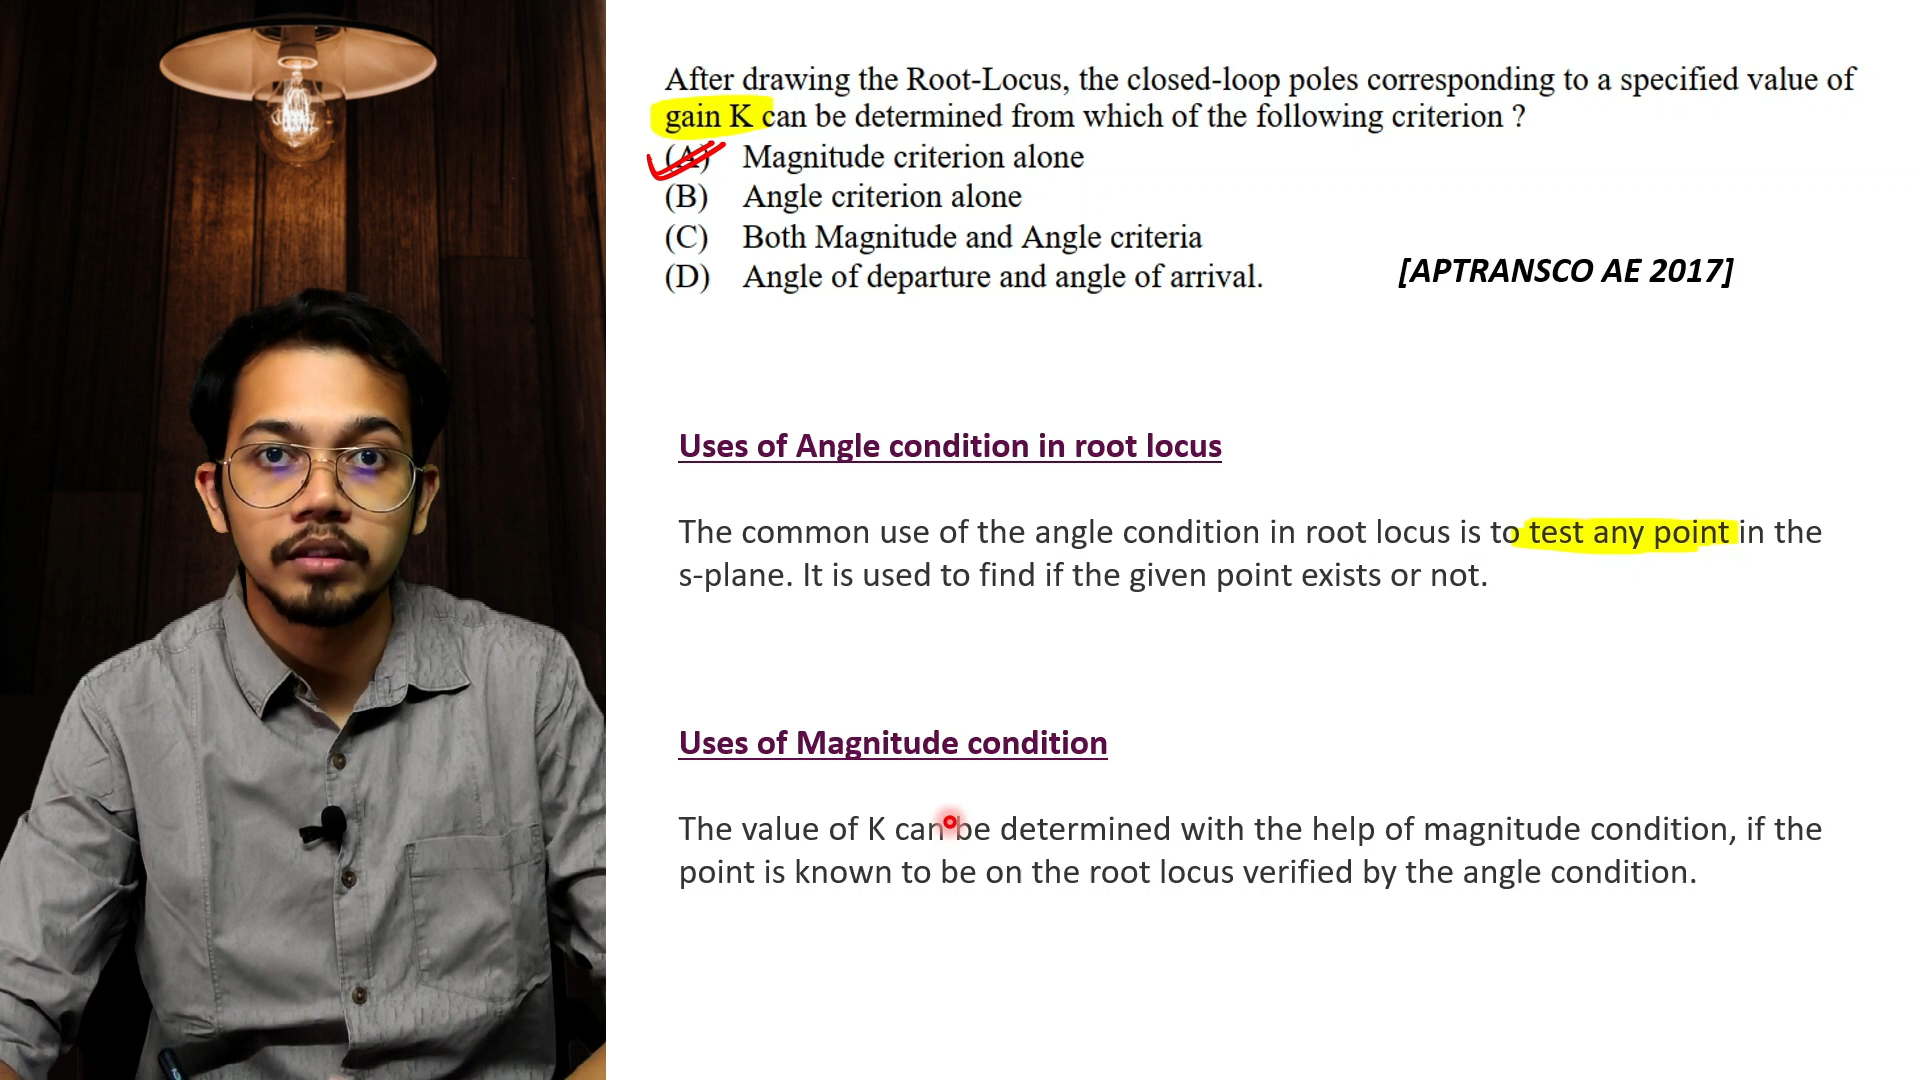 After drawing the Root-Locus, the closed-loop poles corresponding to a specified value of
gain K can be determined from which of the following criterion ?
(A) Magnitude criterion alone
(B) Angle criterion alone
(C) Both Magnitude and Angle criteria
(D) Angle of departure and angle of arrival.
[APTRANSCO AE 2017]
Uses of Angle condition in root locus
The common use of the angle condition in root locus is to test any point in the
s-plane. It is used to find if the given point exists or not.
Uses of Magnitude condition
The value of K can be determined with the help of magnitude condition, if the
point is known to be on the root locus verified by the angle condition.